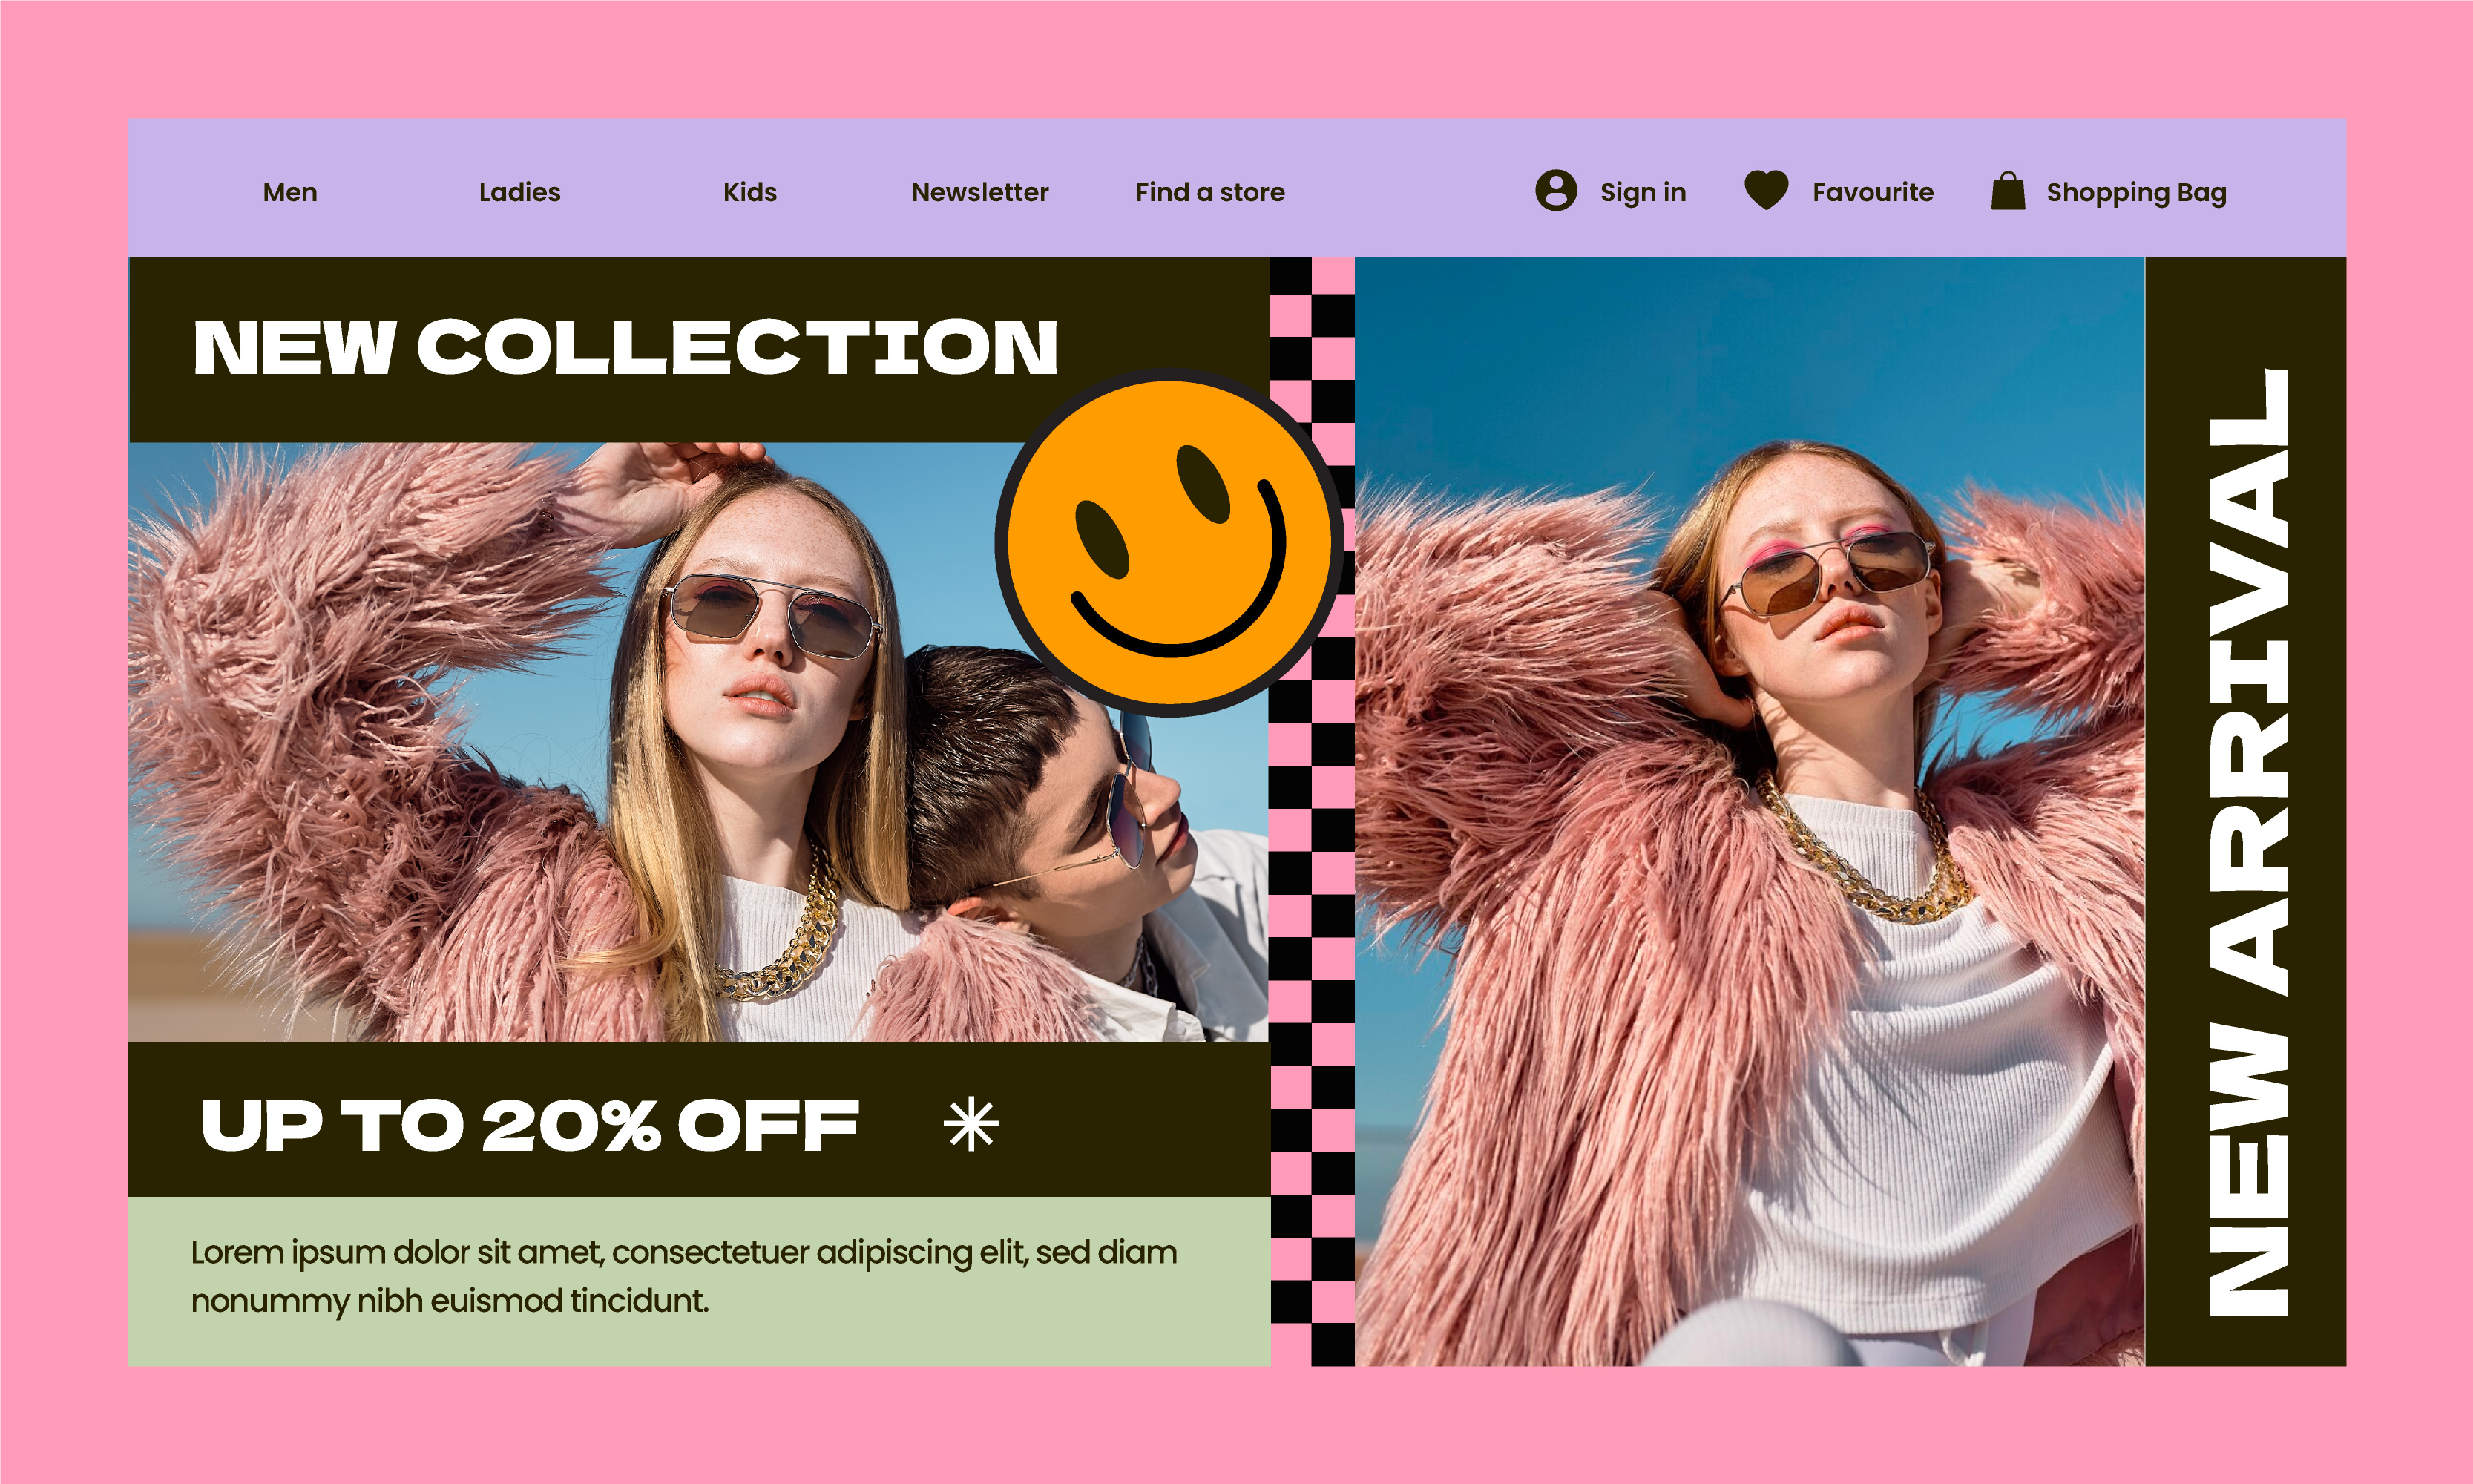 Men Ladies Kids Newsletter Find a store Sign in Favourite Shopping Bag
NEW COLLECTION
UP TO 20% OFF
Lorem ipsum dolor sit amet, consectetuer adipiscing elit, sed diam
nonummy nibh euismod tincidunt.
NEW ARRIVAL